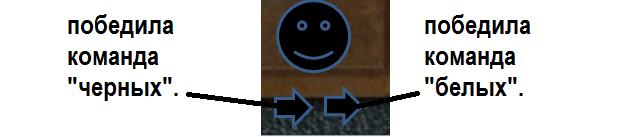 победила
команда
"черных".
победила
команда
"белых".